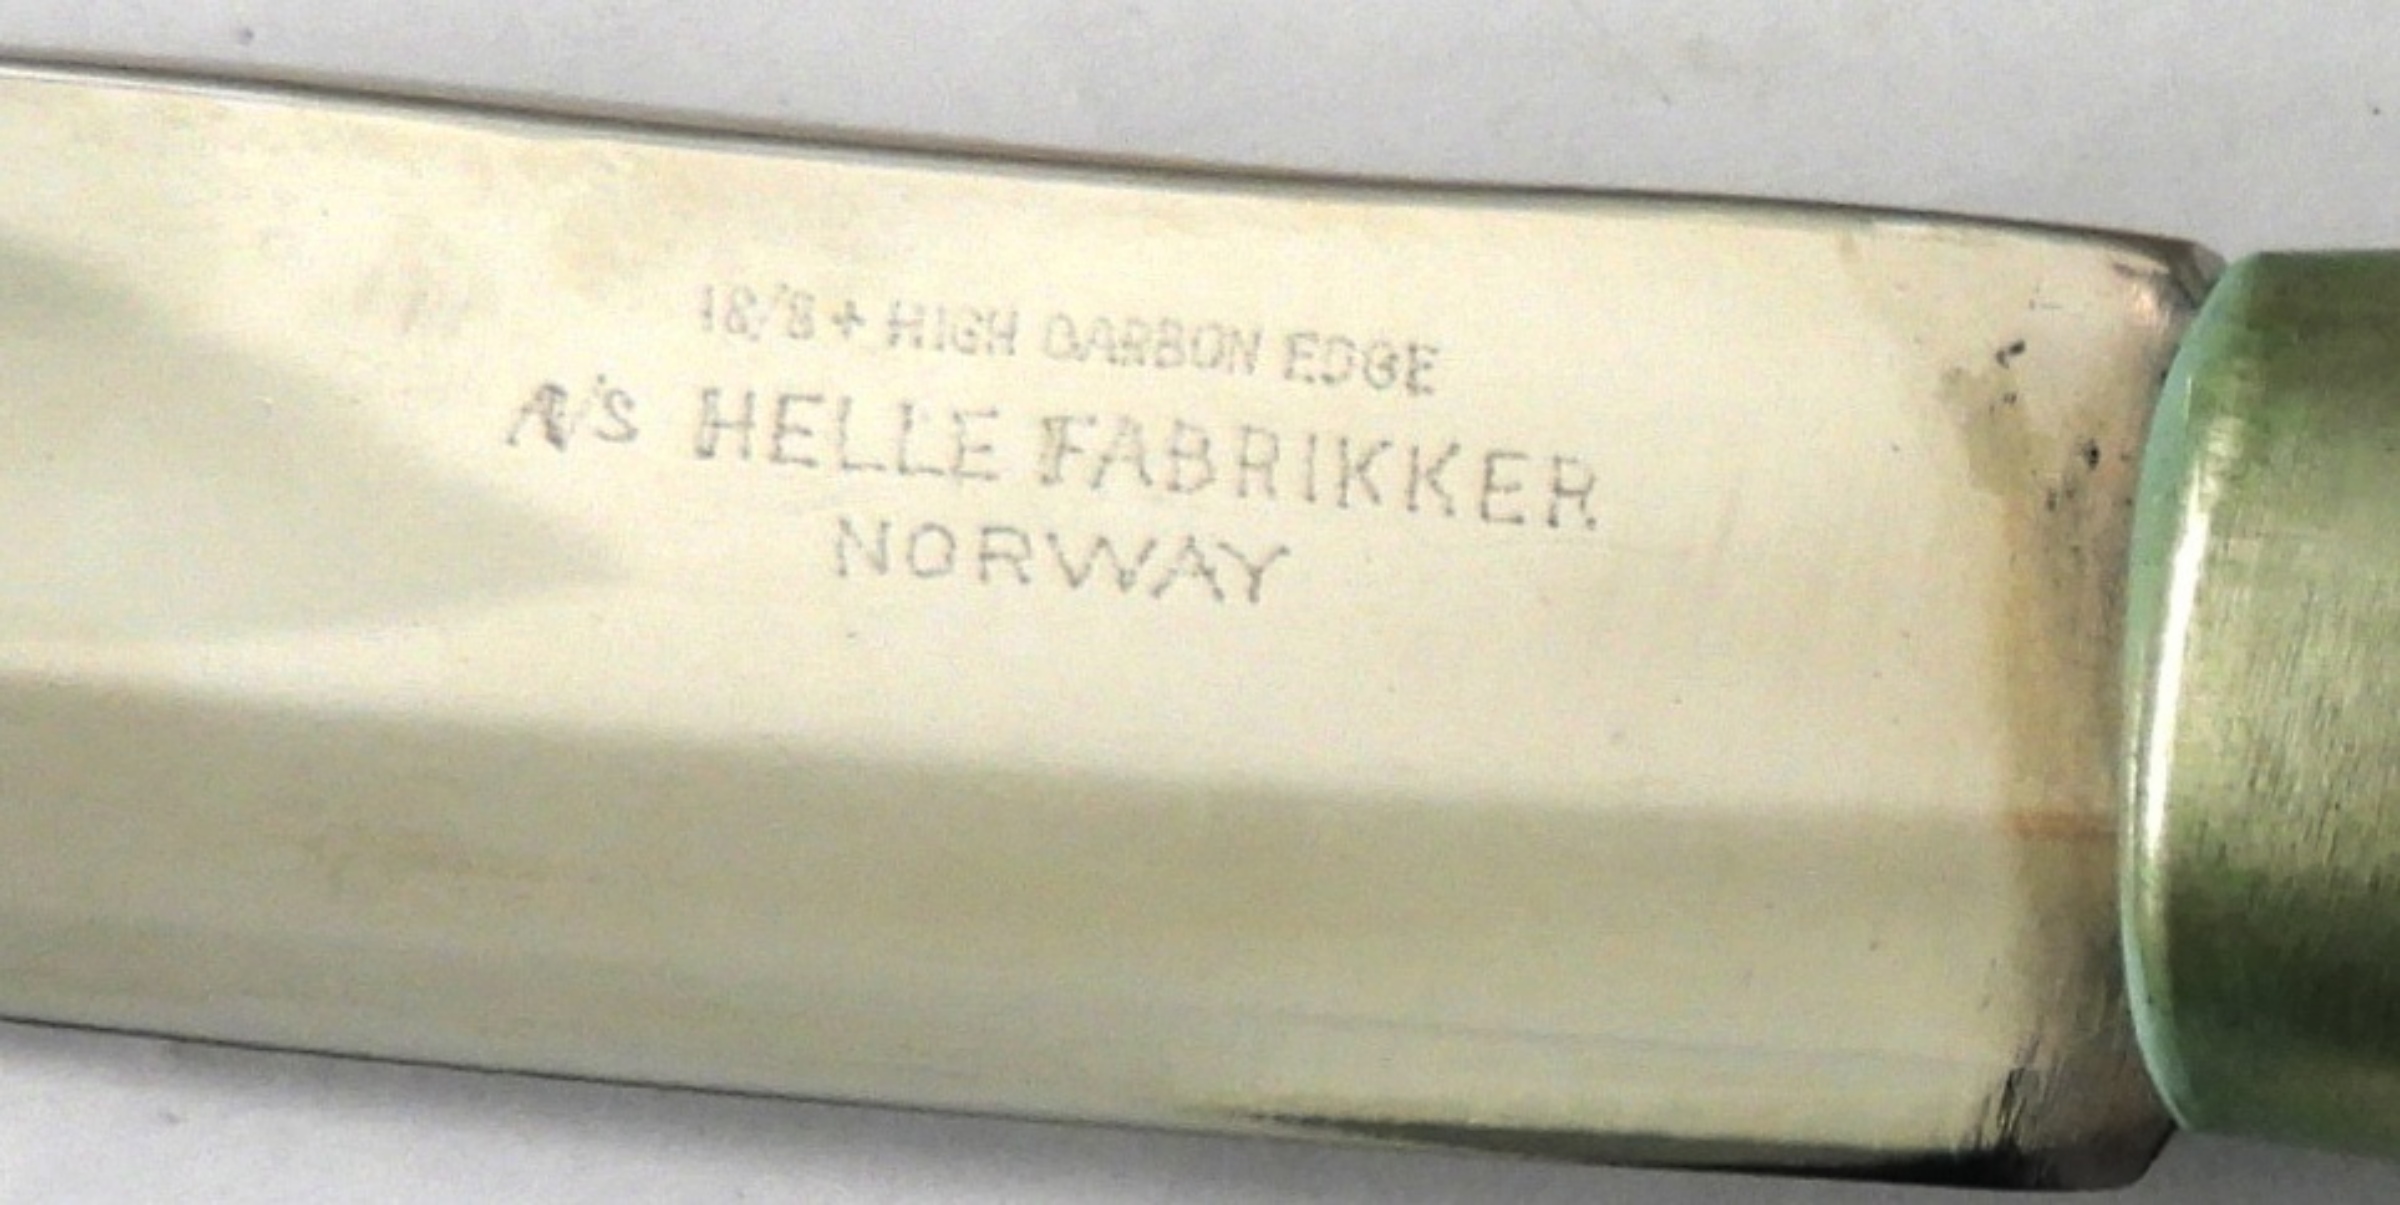 18/8 + HIGH CARBON EDGE
A/S HELLE FABRIKKER
NORWAY